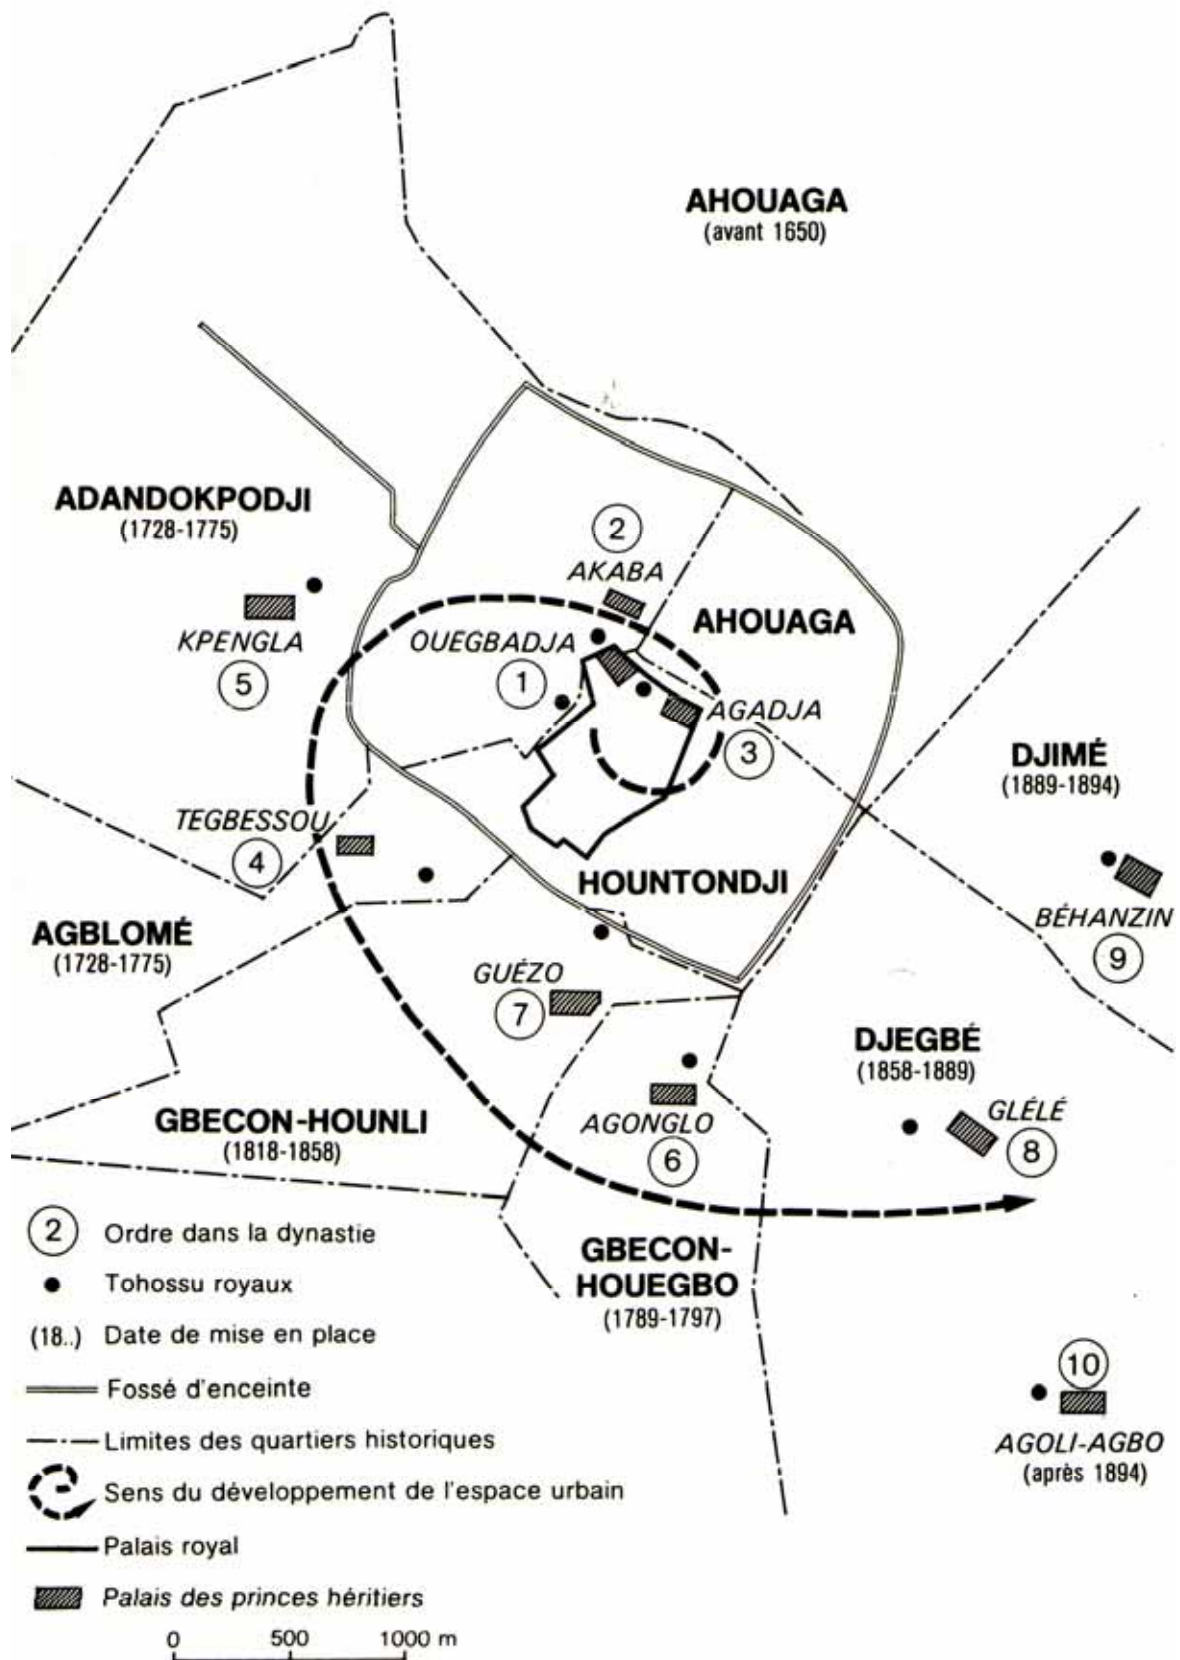 AHOUAGA
(avant 1650)
ADANDOKPODJI
(1728-1775)
2
AKABA
AHOUAGA
KPENGLA
5
OUEGBADJA
1
AGADJA
3
DJIMÉ
(1889-1894)
TEGBESSOU
4
HOUNTONDJI
BÉHANZIN
9
AGBLOMÉ
(1728-1775)
GUÉZO
7
DJEGBÉ
(1858-1889)
GBECON-HOUNLI
(1818-1858)
AGONGLO
6
GLÉLÉ
8
GBECON-
HOUEGBO
(1789-1797)
10
AGOLI-AGBO
(après 1894)
2 Ordre dans la dynastie
Tohossu royaux
(18..) Date de mise en place
Fossé d'enceinte
Limites des quartiers historiques
Sens du développement de l'espace urbain
Palais royal
Palais des princes héritiers
0 500 1000 m